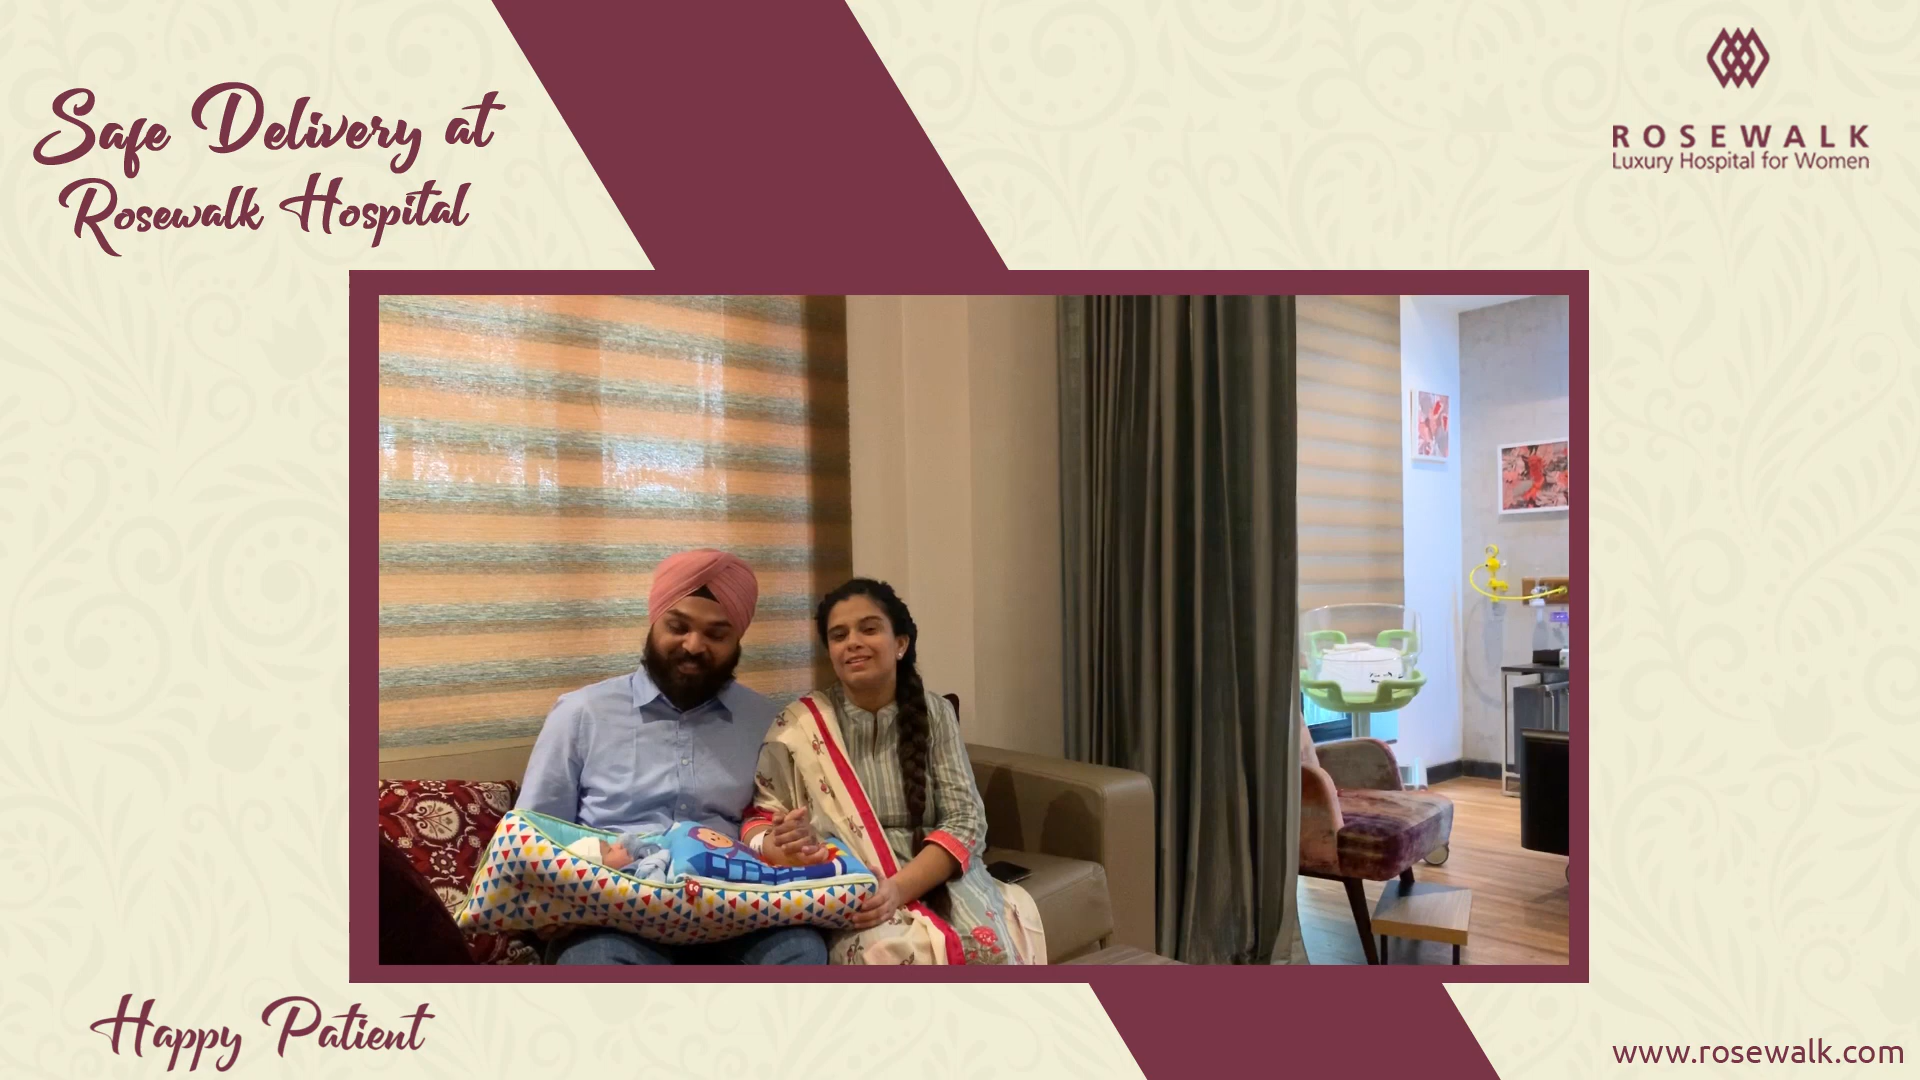 Safe Delivery at
Rosewalk Hospital
ROSEWALK
Luxury Hospital for Women
Happy Patient
www.rosewalk.com